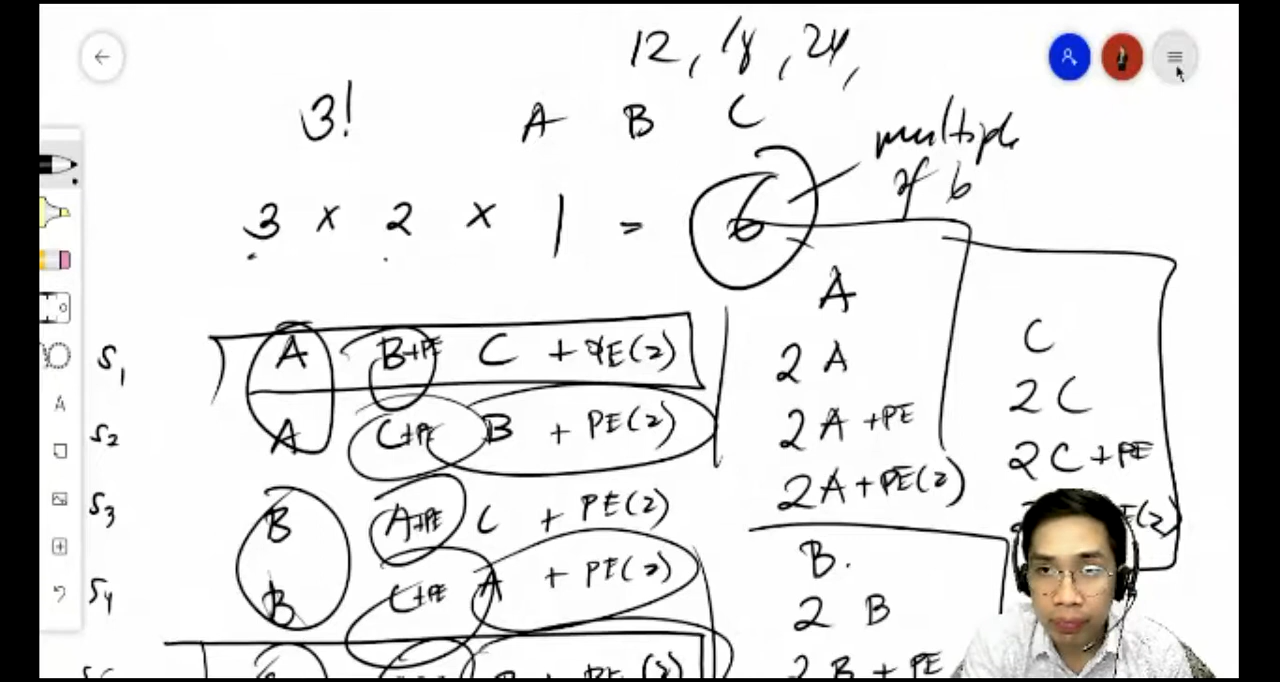 12, 18, 24,
3! A B C
multiple
of 6
3 x 2 x 1 = 6
A
2 A
2 A + PE
2 A + PE(2)
C
2 C
2 C + PE
E(2)
S1 A B+PE C + PE(2)
S2 A C+PE B + PE(2)
S3 B A+PE C + PE(2)
S4 B C+PE A + PE(2)
B.
2 B
2 B + PE
A